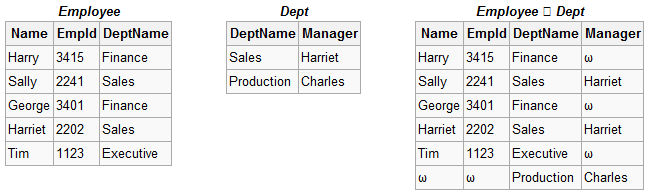 Employee
Name EmpId DeptName
Harry 3415 Finance
Sally 2241 Sales
George 3401 Finance
Harriet 2202 Sales
Tim 1123 Executive
Dept
DeptName Manager
Sales Harriet
Production Charles
Employee ▯ Dept
Name EmpId DeptName Manager
Harry 3415 Finance ω
Sally 2241 Sales Harriet
George 3401 Finance ω
Harriet 2202 Sales Harriet
Tim 1123 Executive ω
ω ω Production Charles